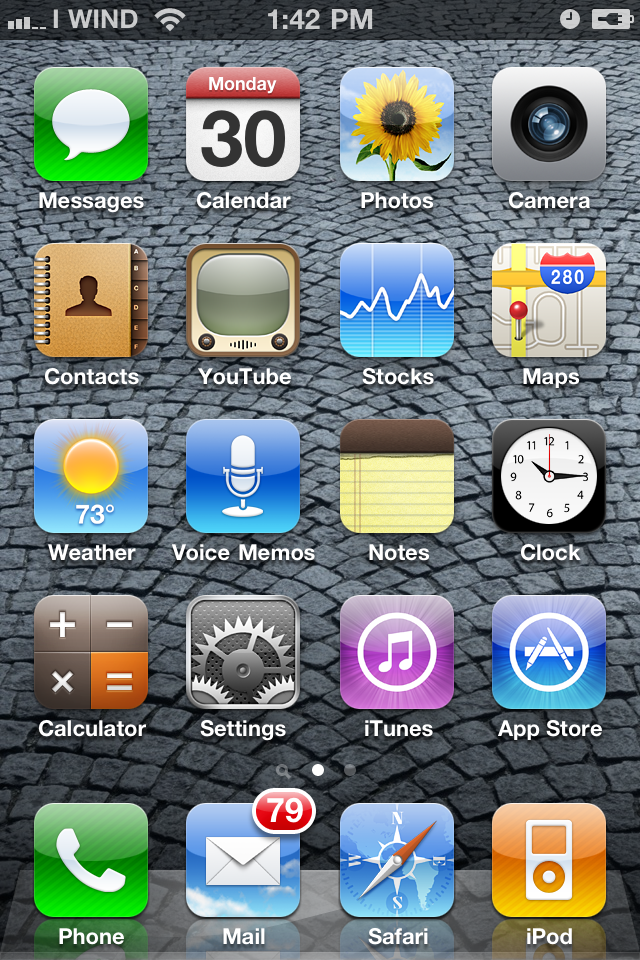 I WIND 1:42 PM
Monday
30
280
Messages Calendar Photos Camera
A
B
C
D
E
F
Contacts YouTube Stocks Maps
73°
12
11 1
10 2
9 3
8 4
7 5
6
Weather Voice Memos Notes Clock
+ −
× =
Calculator Settings iTunes App Store
79
N
W E
S
Phone Mail Safari iPod